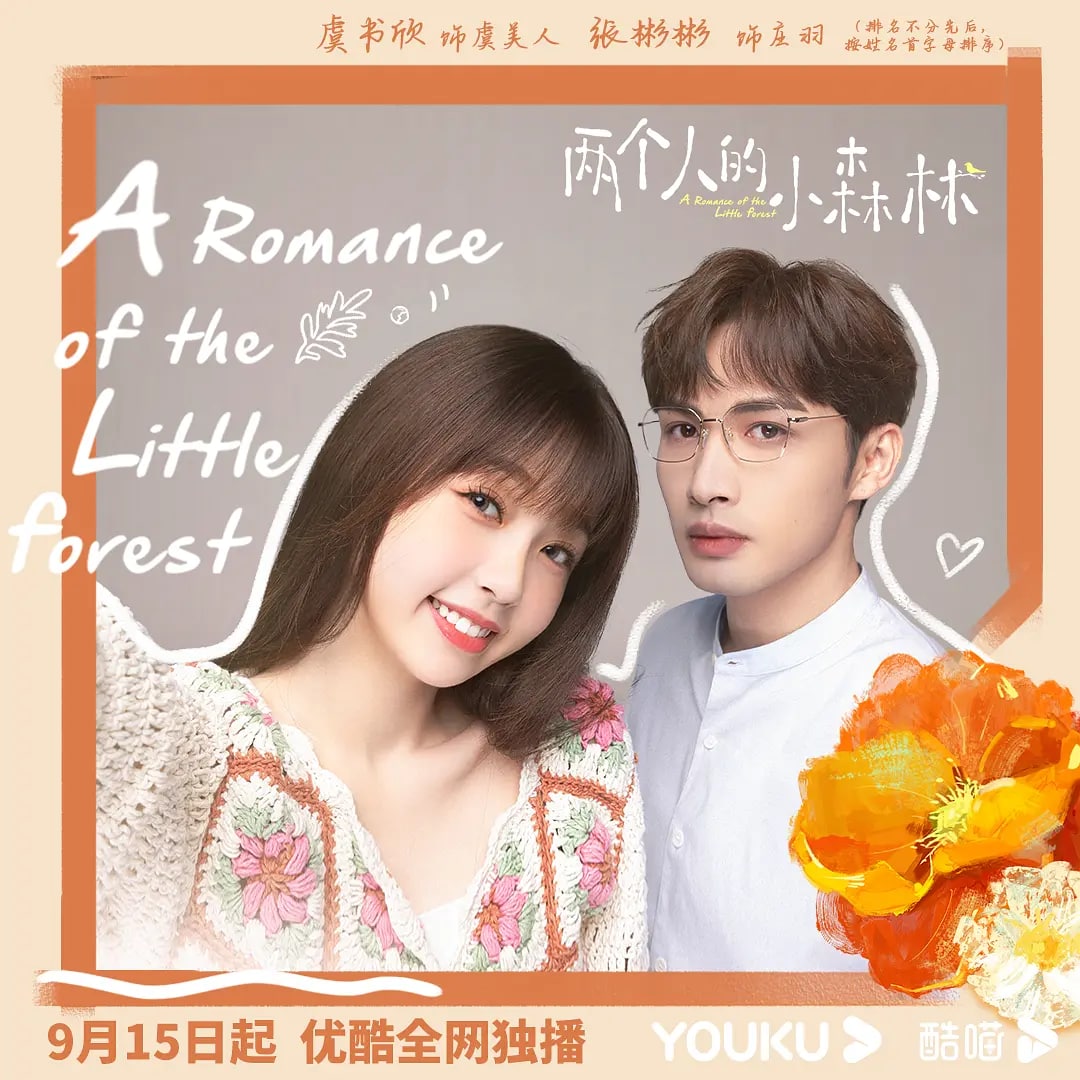 虞书欣 饰虞美人 张彬彬 饰庄羽 (排名不分先后,
按姓名首字母排序)
两个人的小森林
A Romance of the
Little forest
A Romance
of the
Little
forest
9月15日起 优酷全网独播
YOUKU 酷喵